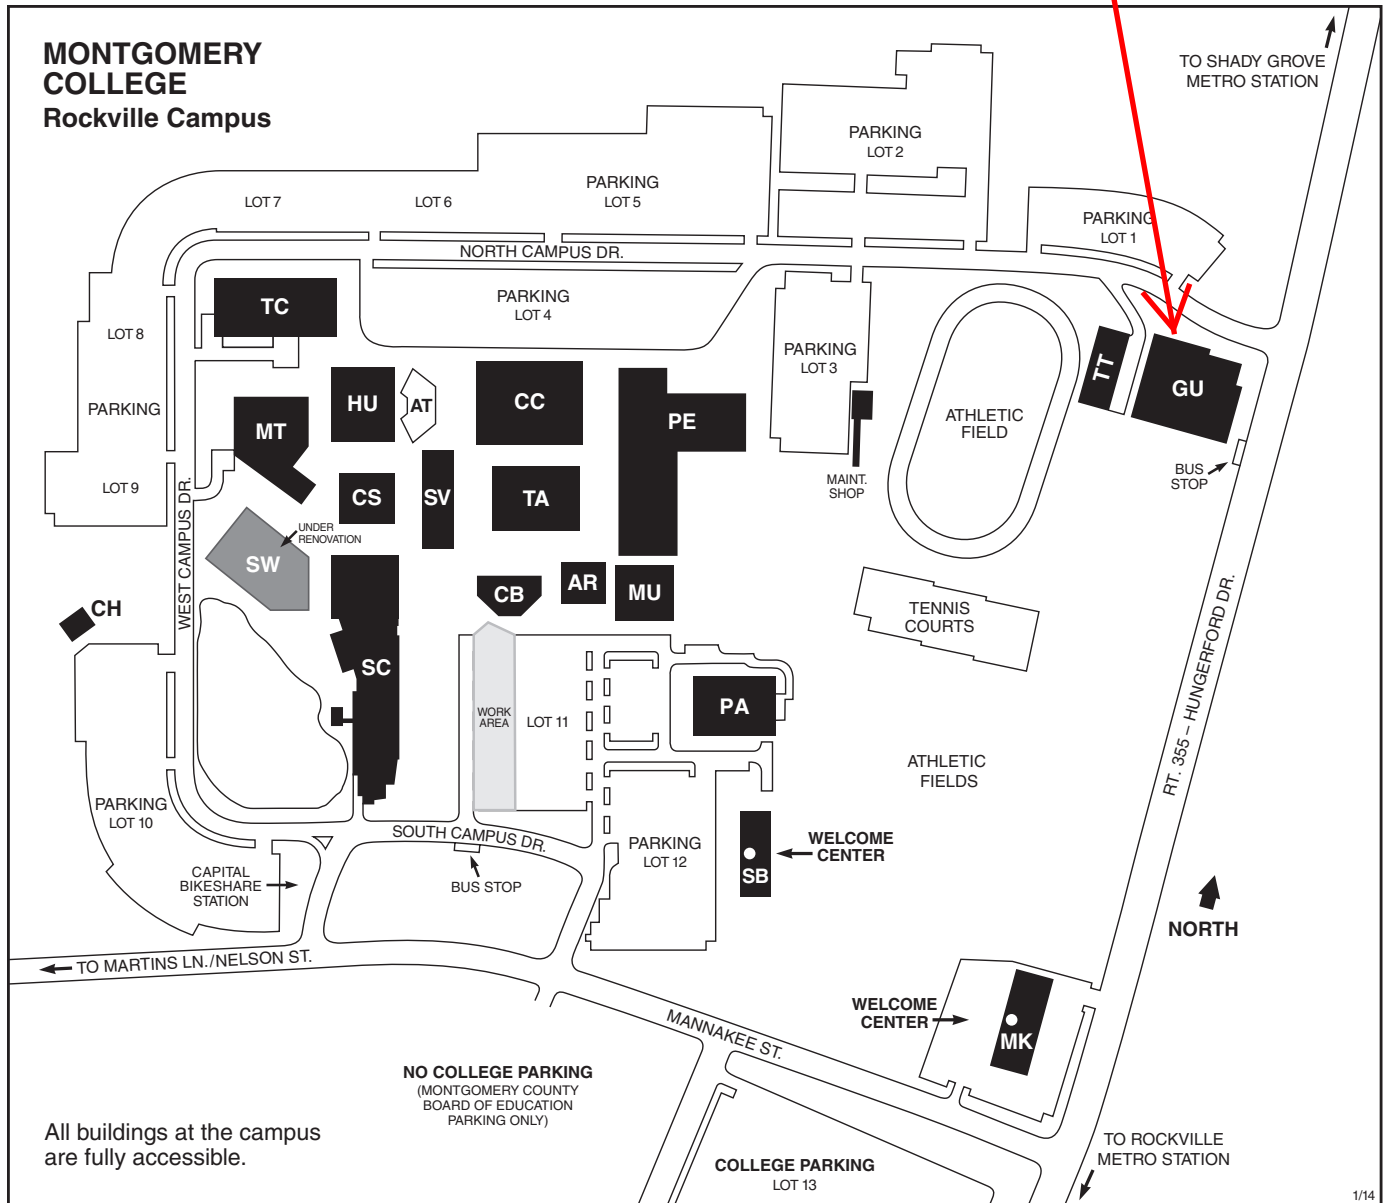 MONTGOMERY
COLLEGE
Rockville Campus
TO SHADY GROVE
METRO STATION
PARKING
LOT 2
PARKING
LOT 5
LOT 6
LOT 7
PARKING
LOT 1
NORTH CAMPUS DR.
PARKING
LOT 4
TC
LOT 8
PARKING
LOT 9
PARKING
LOT 3
TT
GU
HU
AT
CC
PE
MT
ATHLETIC
FIELD
BUS
STOP
MAINT.
SHOP
CS
SV
TA
UNDER
RENOVATION
SW
WEST CAMPUS DR.
CH
CB
AR
MU
TENNIS
COURTS
SC
WORK
AREA
LOT 11
PA
RT. 355 – HUNGERFORD DR.
ATHLETIC
FIELDS
PARKING
LOT 10
SOUTH CAMPUS DR.
PARKING
LOT 12
WELCOME
CENTER
SB
CAPITAL
BIKESHARE
STATION
BUS STOP
NORTH
TO MARTINS LN./NELSON ST.
WELCOME
CENTER
MK
MANNAKEE ST.
NO COLLEGE PARKING
(MONTGOMERY COUNTY
BOARD OF EDUCATION
PARKING ONLY)
All buildings at the campus
are fully accessible.
COLLEGE PARKING
LOT 13
TO ROCKVILLE
METRO STATION
1/14